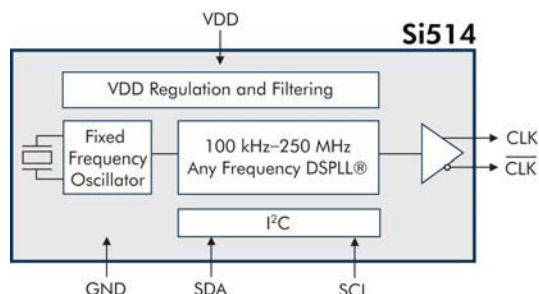 VDD
Si514
VDD Regulation and Filtering
Fixed
Frequency
Oscillator
100 kHz–250 MHz
Any Frequency DSPLL®
CLK
CLK
I²C
GND
SDA
SCL